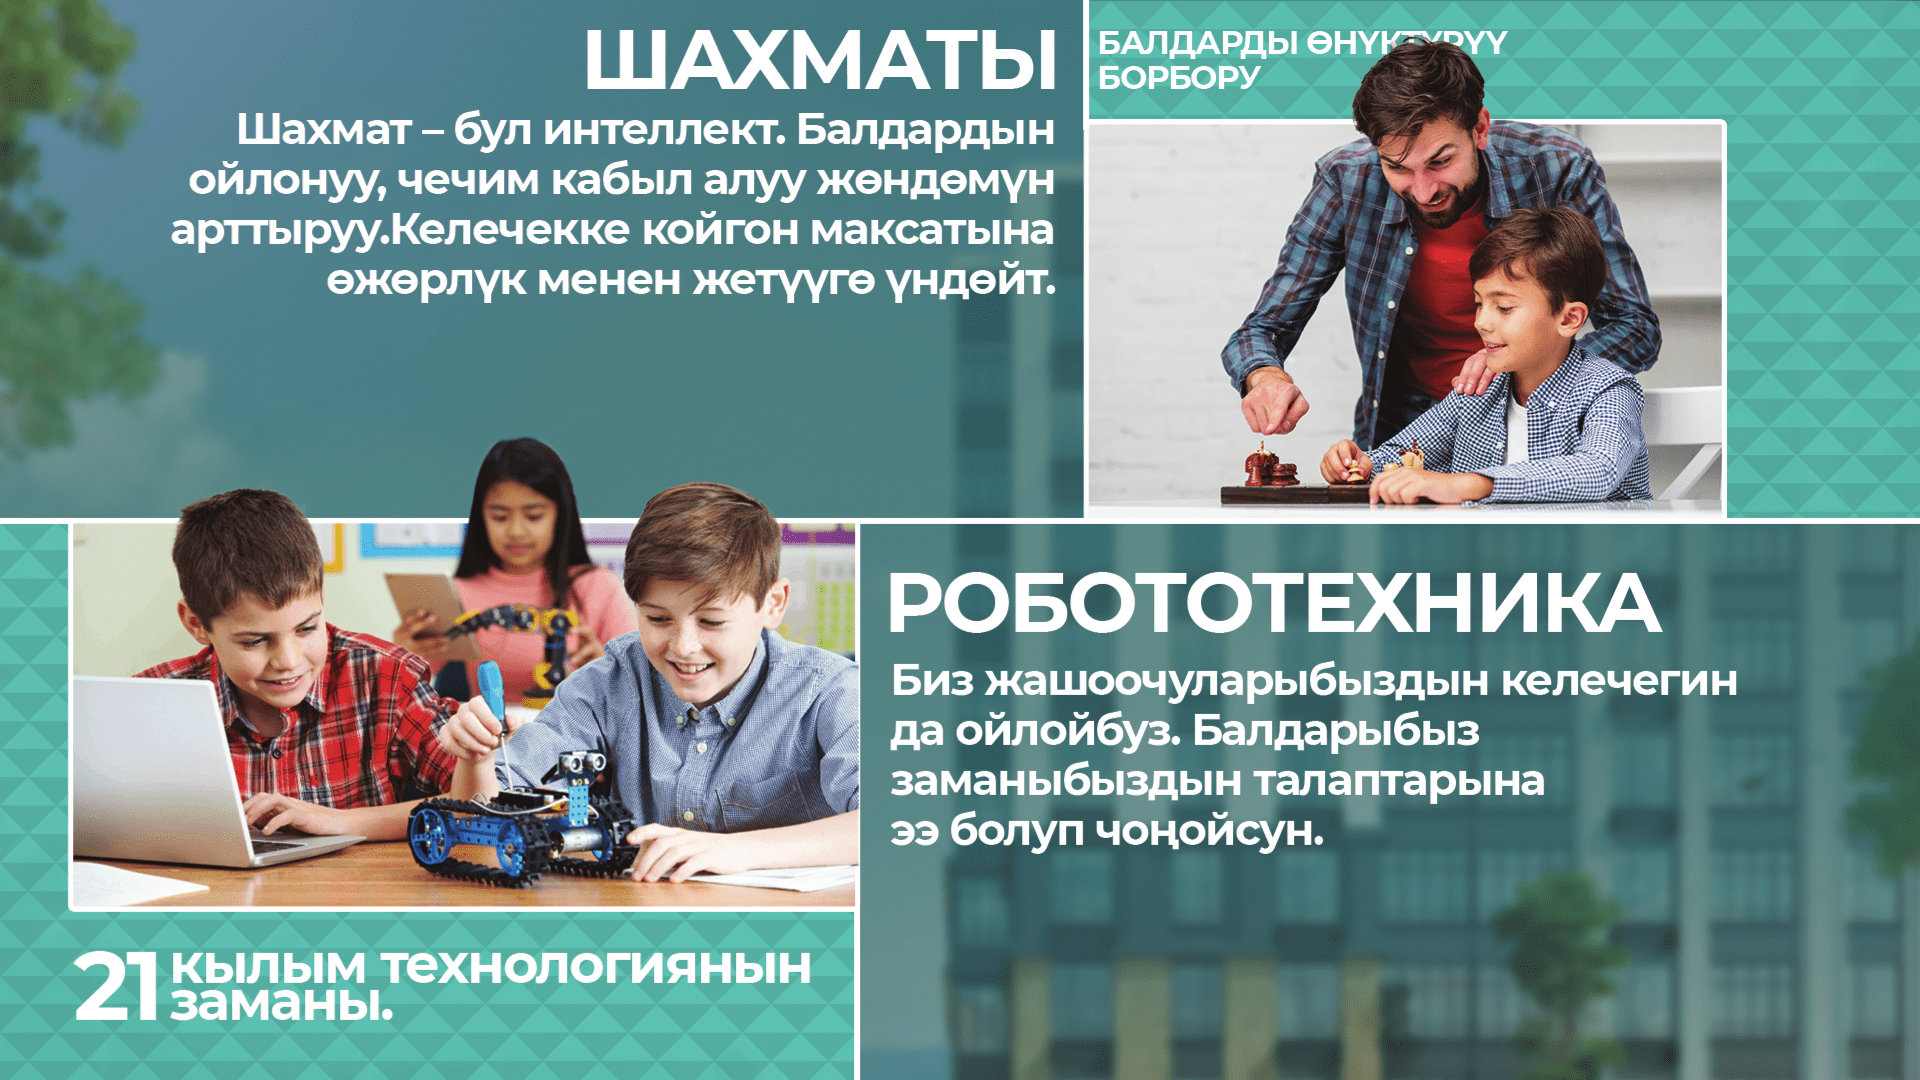 ШАХМАТЫ
Шахмат – бул интеллект. Балдардын
ойлонуу, чечим кабыл алуу жөндөмүн
арттыруу.Келечекке койгон максатына
өжөрлүк менен жетүүгө үндөйт.
БАЛДАРДЫ ӨНҮКТҮРҮҮ
БОРБОРУ
РОБОТОТЕХНИКА
Биз жашоочуларыбыздын келечегин
да ойлойбуз. Балдарыбыз
заманыбыздын талаптарына
ээ болуп чоңойсун.
21 кылым технологиянын
заманы.